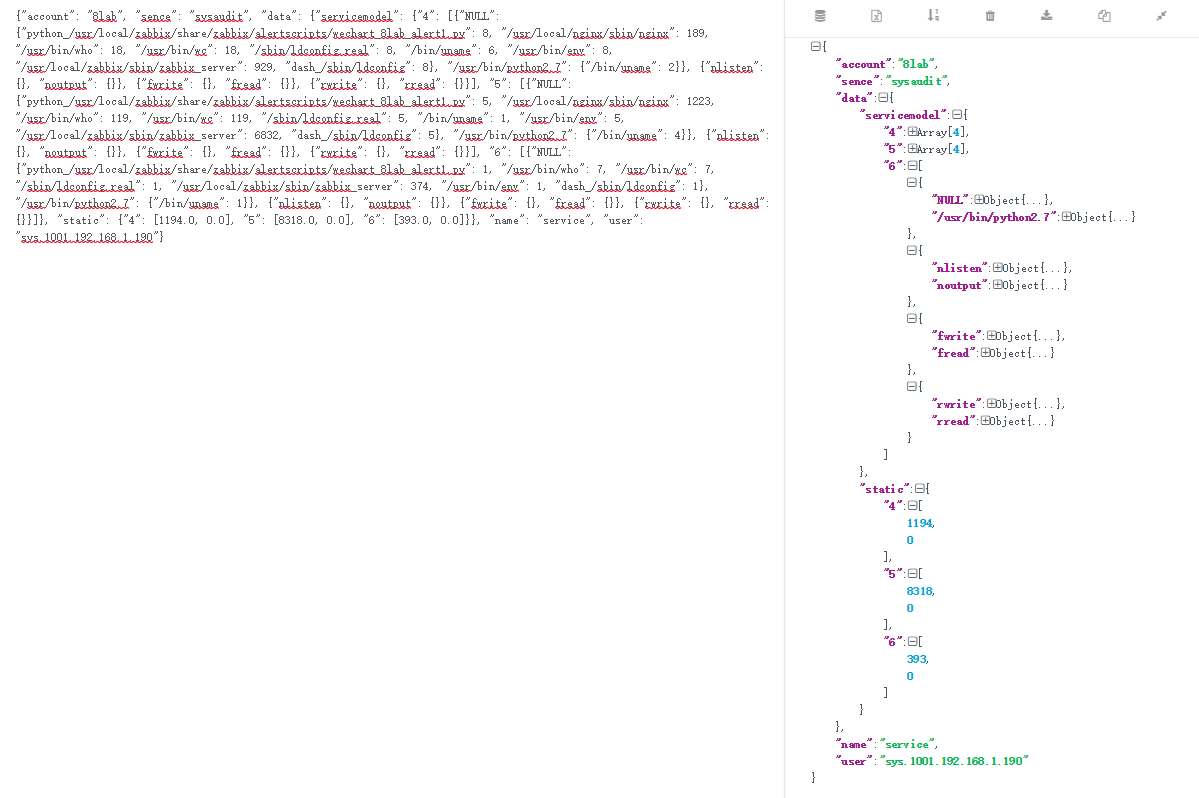 {"account": "8lab", "sence": "sysaudit", "data": {"servicemodel": {"4": [{"NULL":
{"python_/usr/local/zabbix/share/zabbix/alertscripts/wechart_8lab_alert1.py": 8, "/usr/local/nginx/sbin/nginx": 189,
"/usr/bin/who": 18, "/usr/bin/wc": 18, "/sbin/ldconfig.real": 8, "/bin/uname": 6, "/usr/bin/env": 8,
"/usr/local/zabbix/sbin/zabbix_server": 929, "dash_/sbin/ldconfig": 8}, "/usr/bin/python2.7": {"/bin/uname": 2}}, {"nlisten":
{}, "noutput": {}}, {"fwrite": {}, "fread": {}}, {"rwrite": {}, "rread": {}}], "5": [{"NULL":
{"python_/usr/local/zabbix/share/zabbix/alertscripts/wechart_8lab_alert1.py": 5, "/usr/local/nginx/sbin/nginx": 1223,
"/usr/bin/who": 119, "/usr/bin/wc": 119, "/sbin/ldconfig.real": 5, "/bin/uname": 1, "/usr/bin/env": 5,
"/usr/local/zabbix/sbin/zabbix_server": 6832, "dash_/sbin/ldconfig": 5}, "/usr/bin/python2.7": {"/bin/uname": 4}}, {"nlisten":
{}, "noutput": {}}, {"fwrite": {}, "fread": {}}, {"rwrite": {}, "rread": {}}], "6": [{"NULL":
{"python_/usr/local/zabbix/share/zabbix/alertscripts/wechart_8lab_alert1.py": 1, "/usr/bin/who": 7, "/usr/bin/wc": 7,
"/sbin/ldconfig.real": 1, "/usr/local/zabbix/sbin/zabbix_server": 374, "/usr/bin/env": 1, "dash_/sbin/ldconfig": 1},
"/usr/bin/python2.7": {"/bin/uname": 1}}, {"nlisten": {}, "noutput": {}}, {"fwrite": {}, "fread": {}}, {"rwrite": {}, "rread":
{}}]}, "static": {"4": [1194.0, 0.0], "5": [8318.0, 0.0], "6": [393.0, 0.0]}}, "name": "service", "user":
"sys.1001.192.168.1.190"}
{
"account":"8lab",
"sence":"sysaudit",
"data":{
"servicemodel":{
"4":Array[4],
"5":Array[4],
"6":[
{
"NULL":Object{...},
"/usr/bin/python2.7":Object{...}
},
{
"nlisten":Object{...},
"noutput":Object{...}
},
{
"fwrite":Object{...},
"fread":Object{...}
},
{
"rwrite":Object{...},
"rread":Object{...}
}
]
},
"static":{
"4":[
1194,
0
],
"5":[
8318,
0
],
"6":[
393,
0
]
}
},
"name":"service",
"user":"sys.1001.192.168.1.190"
}